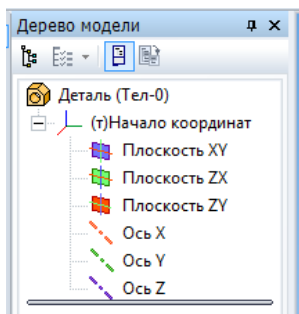 Дерево модели
Деталь (Тел-0)
(т)Начало координат
Плоскость XY
Плоскость ZX
Плоскость ZY
Ось X
Ось Y
Ось Z